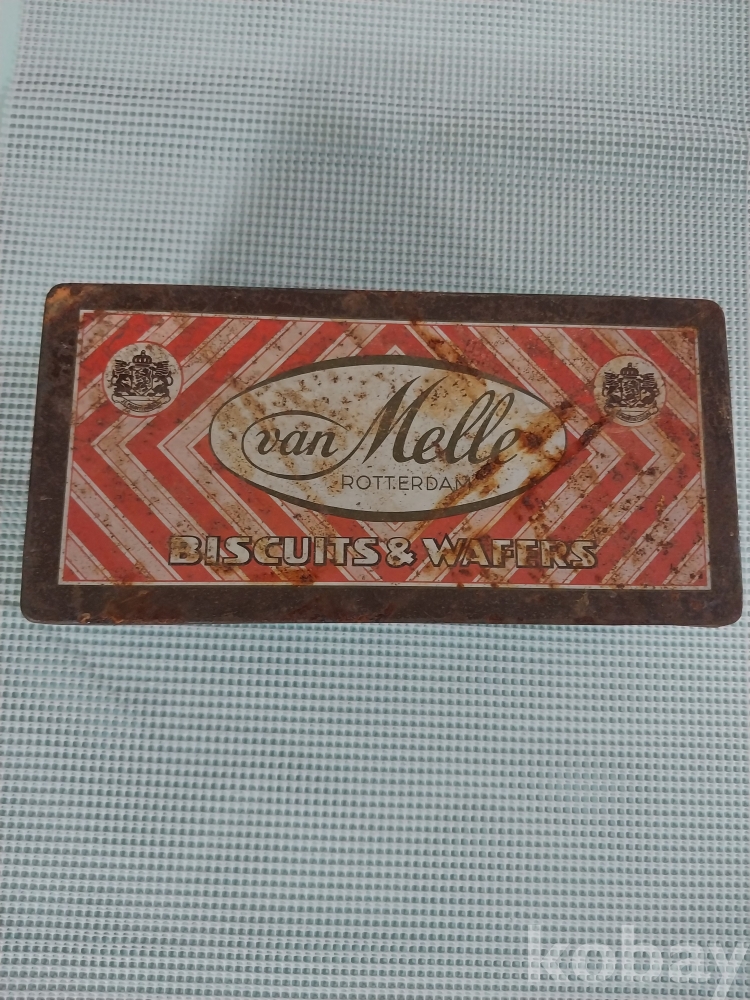 van Melle
ROTTERDAM
BISCUITS & WAFERS
kobay